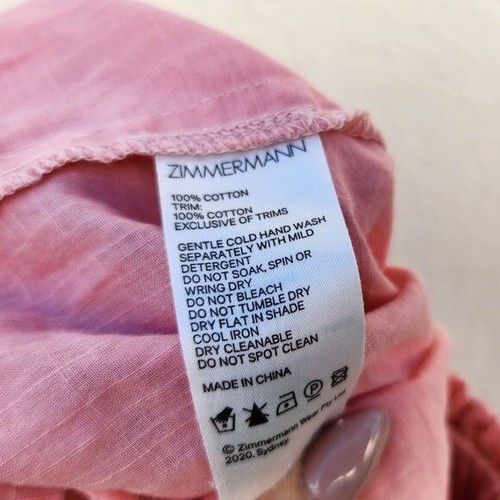 ZIMMERMANN
100% COTTON
TRIM:
100% COTTON
EXCLUSIVE OF TRIMS
GENTLE COLD HAND WASH
SEPARATELY WITH MILD
DETERGENT
DO NOT SOAK, SPIN OR
WRING DRY
DO NOT BLEACH
DO NOT TUMBLE DRY
DRY FLAT IN SHADE
COOL IRON
DRY CLEANABLE
DO NOT SPOT CLEAN
MADE IN CHINA
P
© Zimmermann Wear Pty Ltd
2020, Sydney.